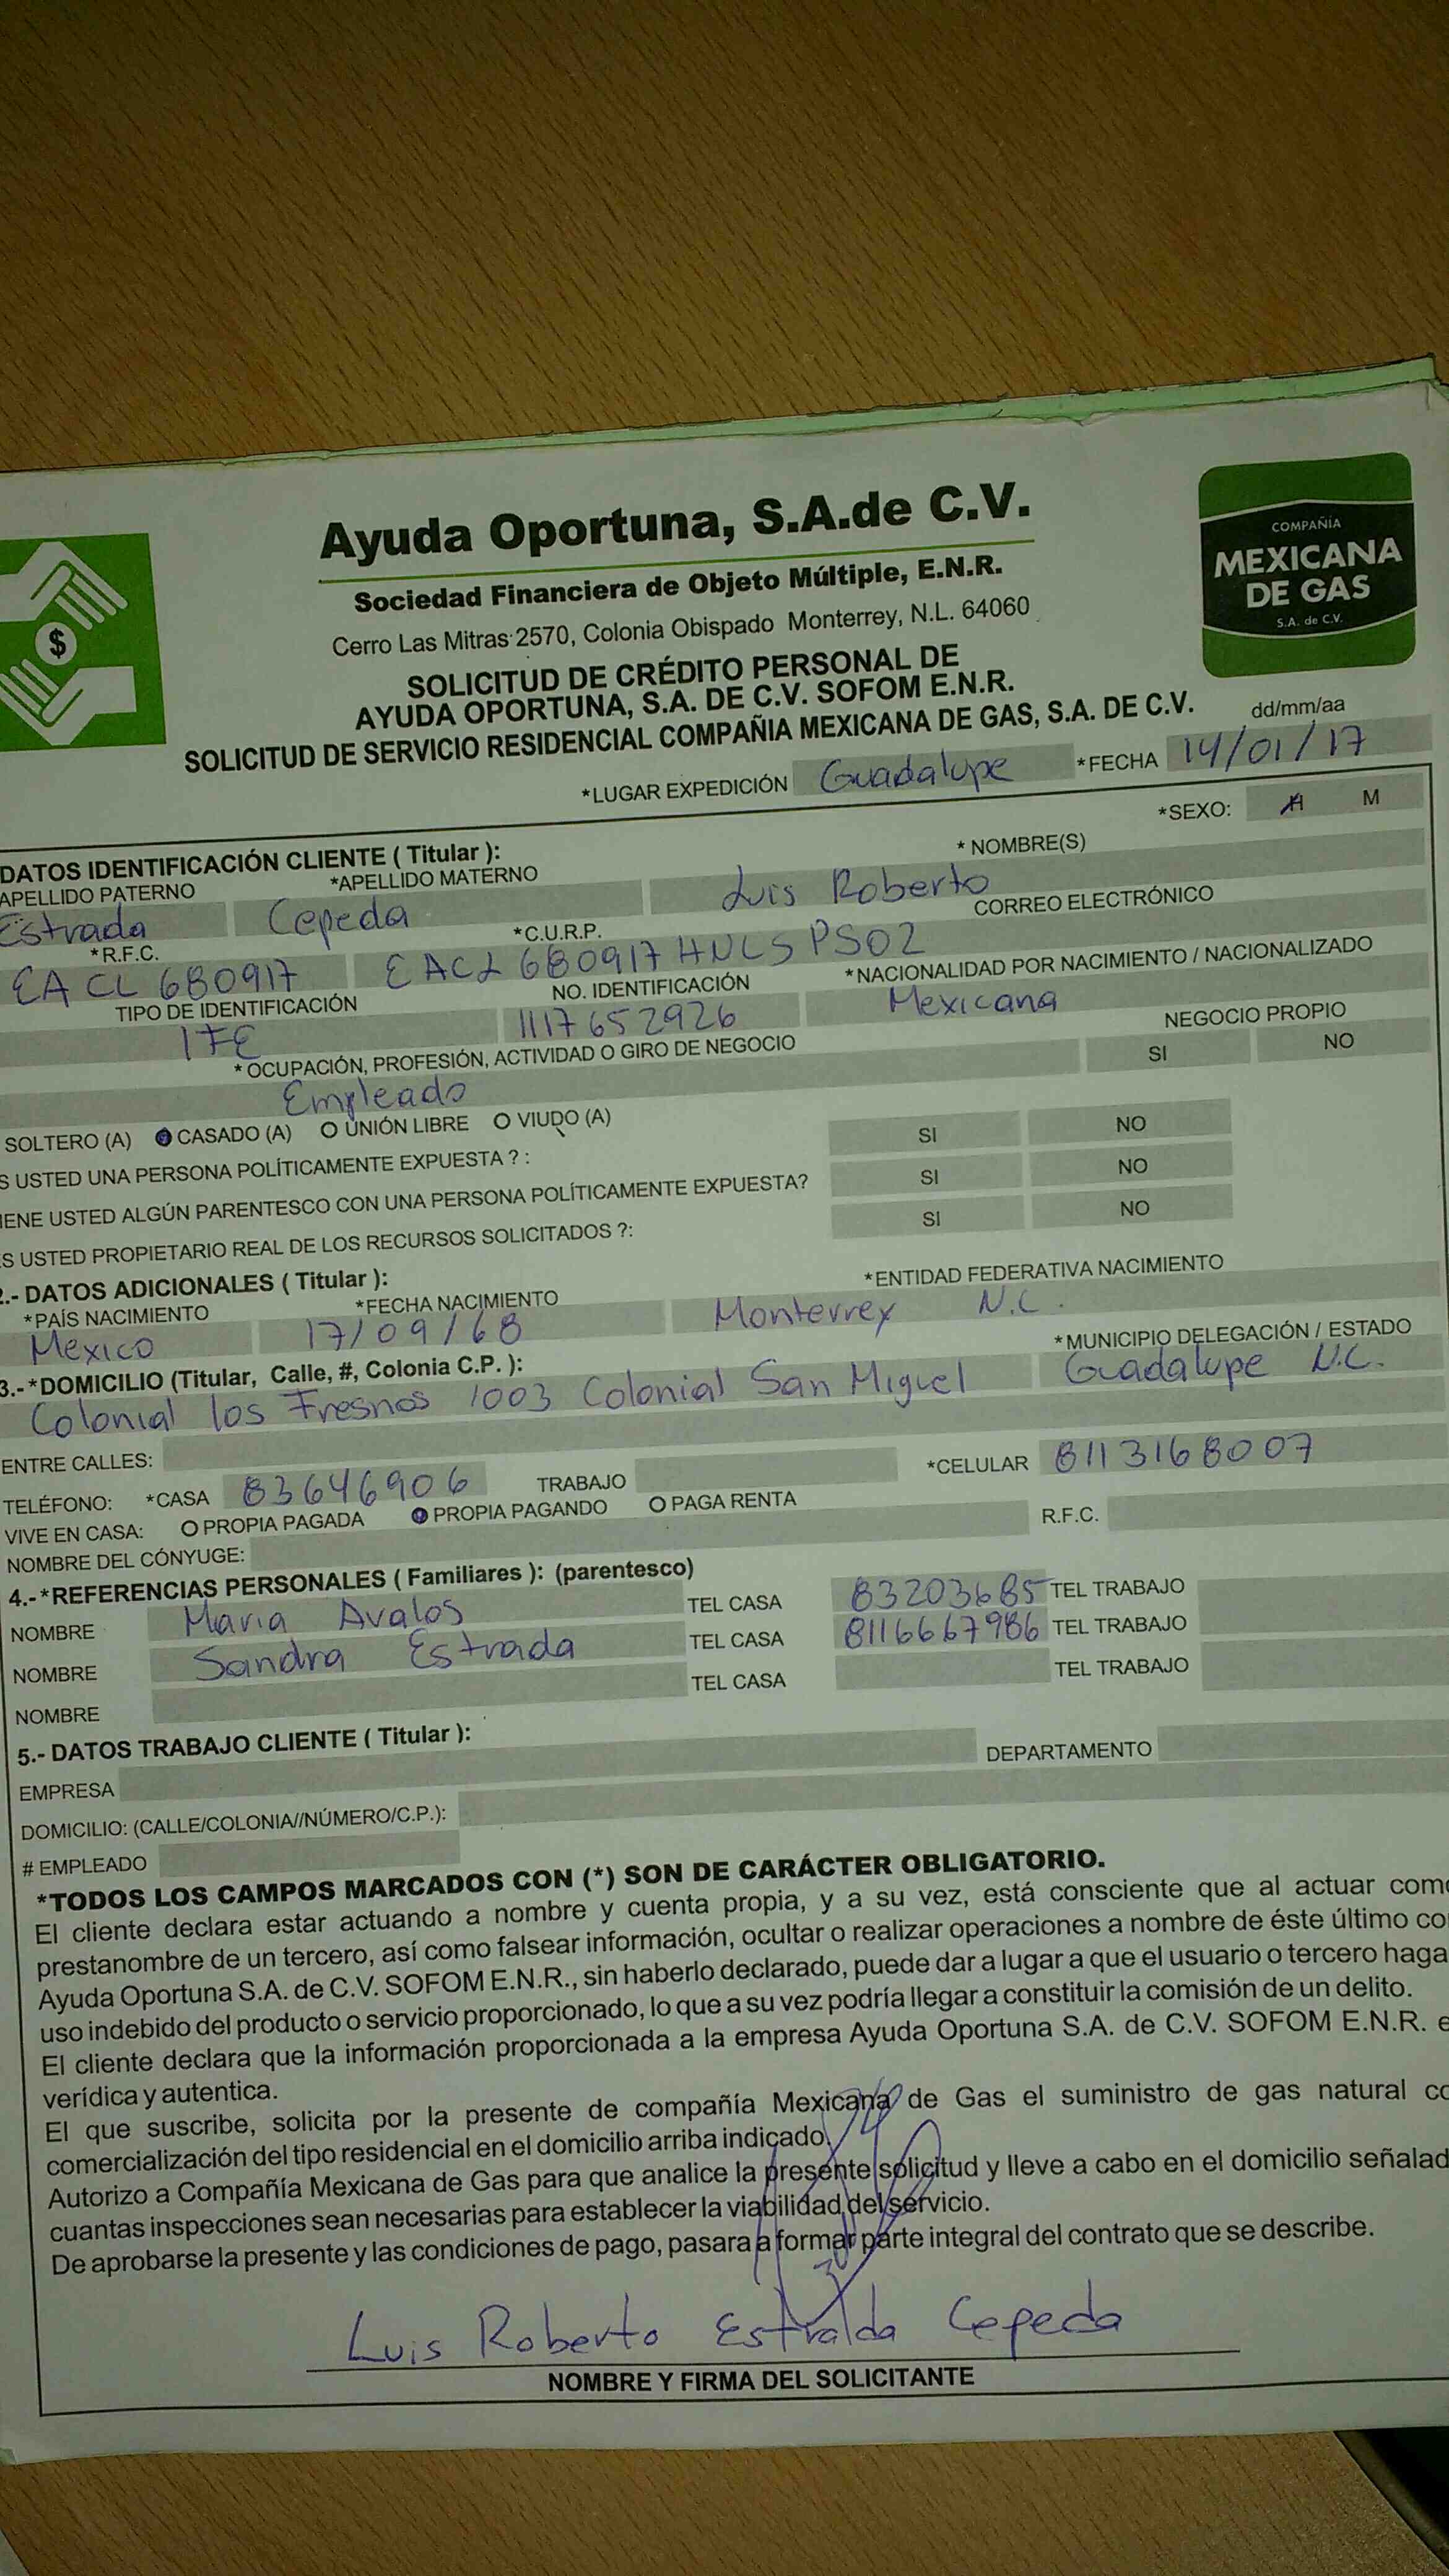 Ayuda Oportuna, S.A.de C.V.
Sociedad Financiera de Objeto Múltiple, E.N.R.
Cerro Las Mitras 2570, Colonia Obispado Monterrey, N.L. 64060
$
COMPAÑÍA
MEXICANA
DE GAS
S.A. de C.V.
SOLICITUD DE CRÉDITO PERSONAL DE
AYUDA OPORTUNA, S.A. DE C.V. SOFOM E.N.R.
SOLICITUD DE SERVICIO RESIDENCIAL COMPAÑIA MEXICANA DE GAS, S.A. DE C.V.
dd/mm/aa
*LUGAR EXPEDICIÓN Guadalupe *FECHA 14/01/17
*SEXO: H M
DATOS IDENTIFICACIÓN CLIENTE ( Titular ):
APELLIDO PATERNO *APELLIDO MATERNO * NOMBRE(S)
Estrada Cepeda Luis Roberto
*R.F.C. *C.U.R.P. CORREO ELECTRÓNICO
EACL 680917 EACL680917HNLSPS02
TIPO DE IDENTIFICACIÓN NO. IDENTIFICACIÓN *NACIONALIDAD POR NACIMIENTO / NACIONALIZADO
IFE 1117652926 Mexicana
* OCUPACIÓN, PROFESIÓN, ACTIVIDAD O GIRO DE NEGOCIO NEGOCIO PROPIO
Empleado SI NO
SOLTERO (A) CASADO (A) O UNIÓN LIBRE O VIUDO (A)
S USTED UNA PERSONA POLÍTICAMENTE EXPUESTA ? : SI NO
IENE USTED ALGÚN PARENTESCO CON UNA PERSONA POLÍTICAMENTE EXPUESTA? SI NO
ES USTED PROPIETARIO REAL DE LOS RECURSOS SOLICITADOS ?: SI NO
2.- DATOS ADICIONALES ( Titular ):
*PAÍS NACIMIENTO *FECHA NACIMIENTO *ENTIDAD FEDERATIVA NACIMIENTO
Mexico 17/09/68 Monterrey N.L.
3.-*DOMICILIO (Titular, Calle, #, Colonia C.P. ): *MUNICIPIO DELEGACIÓN / ESTADO
Colonial los Fresnos 1003 Colonial San Miguel Guadalupe N.L.
ENTRE CALLES:
TELÉFONO: *CASA 83646906 TRABAJO *CELULAR 8113168007
VIVE EN CASA: O PROPIA PAGADA PROPIA PAGANDO O PAGA RENTA
NOMBRE DEL CÓNYUGE: R.F.C.
4.-*REFERENCIAS PERSONALES ( Familiares ): (parentesco)
NOMBRE Maria Avalos TEL CASA 83203685 TEL TRABAJO
NOMBRE Sandra Estrada TEL CASA 8116667986 TEL TRABAJO
NOMBRE TEL CASA TEL TRABAJO
5.- DATOS TRABAJO CLIENTE ( Titular ):
EMPRESA DEPARTAMENTO
DOMICILIO: (CALLE/COLONIA//NÚMERO/C.P.):
# EMPLEADO
*TODOS LOS CAMPOS MARCADOS CON (*) SON DE CARÁCTER OBLIGATORIO.
El cliente declara estar actuando a nombre y cuenta propia, y a su vez, está consciente que al actuar como
prestanombre de un tercero, así como falsear información, ocultar o realizar operaciones a nombre de éste último co
Ayuda Oportuna S.A. de C.V. SOFOM E.N.R., sin haberlo declarado, puede dar a lugar a que el usuario o tercero haga
uso indebido del producto o servicio proporcionado, lo que a su vez podría llegar a constituir la comisión de un delito.
El cliente declara que la información proporcionada a la empresa Ayuda Oportuna S.A. de C.V. SOFOM E.N.R. e
verídica y autentica.
El que suscribe, solicita por la presente de compañía Mexicana de Gas el suministro de gas natural co
comercialización del tipo residencial en el domicilio arriba indicado.
Autorizo a Compañía Mexicana de Gas para que analice la presente solicitud y lleve a cabo en el domicilio señalad
cuantas inspecciones sean necesarias para establecer la viabilidad del servicio.
De aprobarse la presente y las condiciones de pago, pasara a formar parte integral del contrato que se describe.
Luis Roberto Estralda Cepeda
NOMBRE Y FIRMA DEL SOLICITANTE